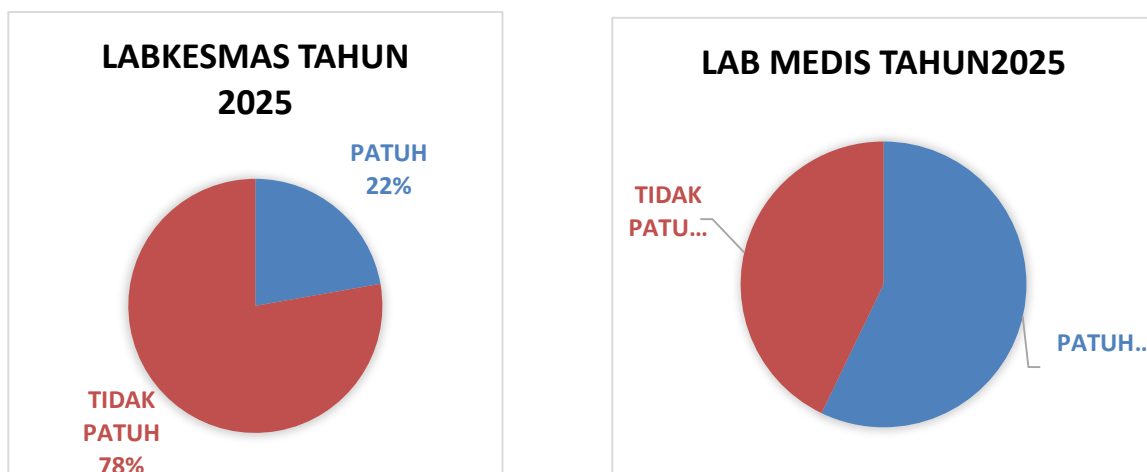 LABKESMAS TAHUN
2025
PATUH
22%
TIDAK
PATUH
78%
LAB MEDIS TAHUN2025
TIDAK
PATU...
PATUH...